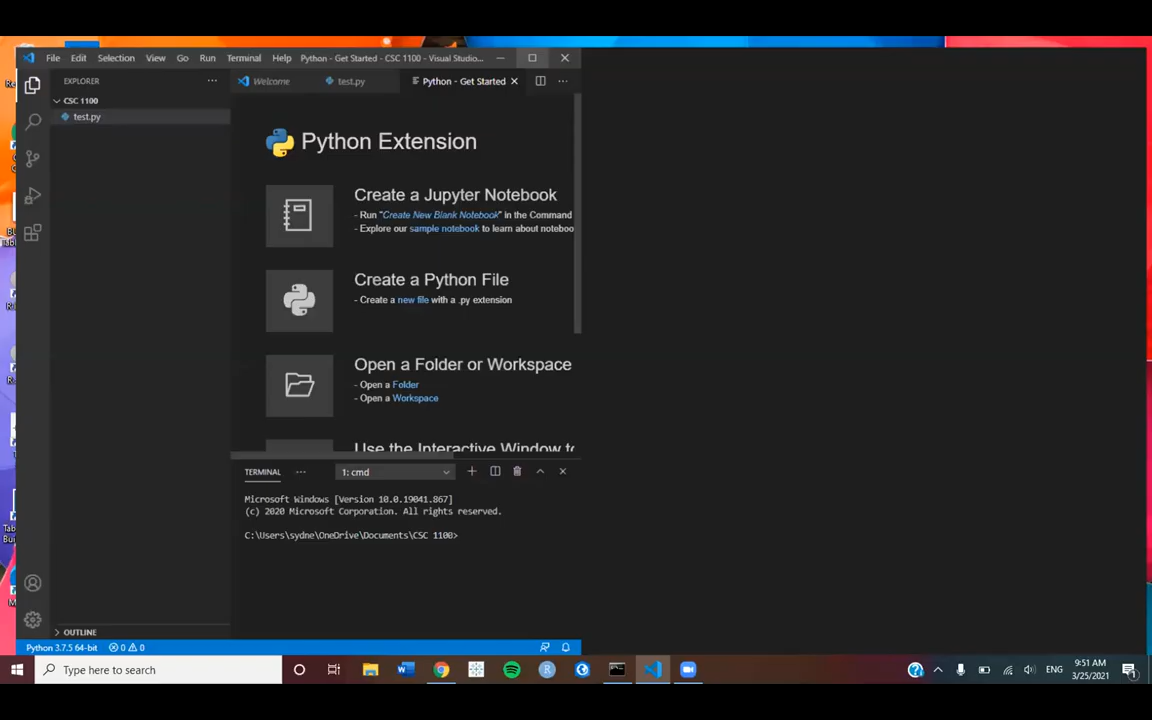 File Edit Selection View Go Run Terminal Help Python - Get Started - CSC 1100 - Visual Studio...
EXPLORER
Welcome test.py Python - Get Started
CSC 1100
test.py
Python Extension
Create a Jupyter Notebook
- Run "Create New Blank Notebook" in the Command
- Explore our sample notebook to learn about noteboo
Create a Python File
- Create a new file with a .py extension
Open a Folder or Workspace
- Open a Folder
- Open a Workspace
Use the Interactive Window to
TERMINAL 1: cmd
Microsoft Windows [Version 10.0.19041.867]
(c) 2020 Microsoft Corporation. All rights reserved.
C:\Users\sydne\OneDrive\Documents\CSC 1100>
OUTLINE
Python 3.7.5 64-bit 0 0
Type here to search
ENG
9:51 AM
3/25/2021